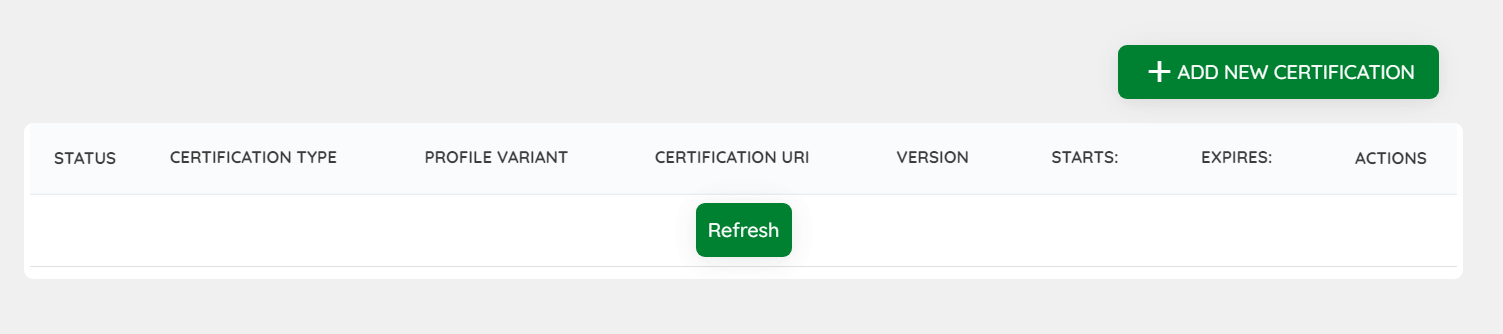 ADD NEW CERTIFICATION
STATUS CERTIFICATION TYPE PROFILE VARIANT CERTIFICATION URI VERSION STARTS: EXPIRES: ACTIONS
Refresh